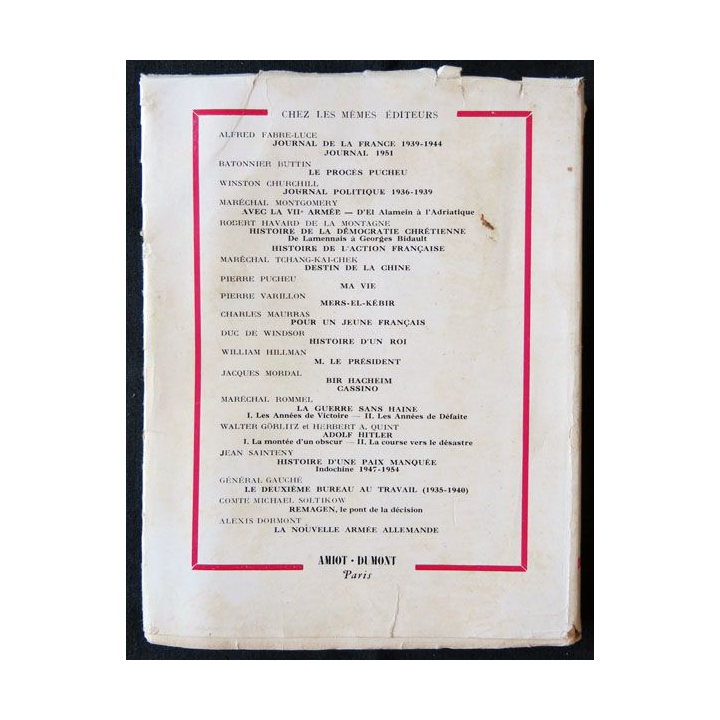 CHEZ LES MÊMES ÉDITEURS
ALFRED FABRE-LUCE
JOURNAL DE LA FRANCE 1939-1944
JOURNAL 1951
BATONNIER BUTTIN
LE PROCÈS PUCHEU
WINSTON CHURCHILL
JOURNAL POLITIQUE 1936-1939
MARÉCHAL MONTGOMERY
AVEC LA VIIe ARMÉE — D'El Alamein à l'Adriatique
ROBERT HAVARD DE LA MONTAGNE
HISTOIRE DE LA DÉMOCRATIE CHRÉTIENNE
De Lamennais à Georges Bidault
HISTOIRE DE L'ACTION FRANÇAISE
MARÉCHAL TCHANG-KAI-CHEK
DESTIN DE LA CHINE
PIERRE PUCHEU
MA VIE
PIERRE VARILLON
MERS-EL-KÉBIR
CHARLES MAURRAS
POUR UN JEUNE FRANÇAIS
DUC DE WINDSOR
HISTOIRE D'UN ROI
WILLIAM HILLMAN
M. LE PRÉSIDENT
JACQUES MORDAL
BIR HACHEIM
CASSINO
MARÉCHAL ROMMEL
LA GUERRE SANS HAINE
I. Les Années de Victoire — II. Les Années de Défaite
WALTER GÖRLITZ et HERBERT A. QUINT
ADOLF HITLER
I. La montée d'un obscur — II. La course vers le désastre
JEAN SAINTENY
HISTOIRE D'UNE PAIX MANQUÉE
Indochine 1947-1954
GÉNÉRAL GAUCHÉ
LE DEUXIÈME BUREAU AU TRAVAIL (1935-1940)
COMTE MICHAEL SOLTIKOW
REMAGEN, le pont de la décision
ALEXIS DORMONT
LA NOUVELLE ARMÉE ALLEMANDE
AMIOT · DUMONT
Paris